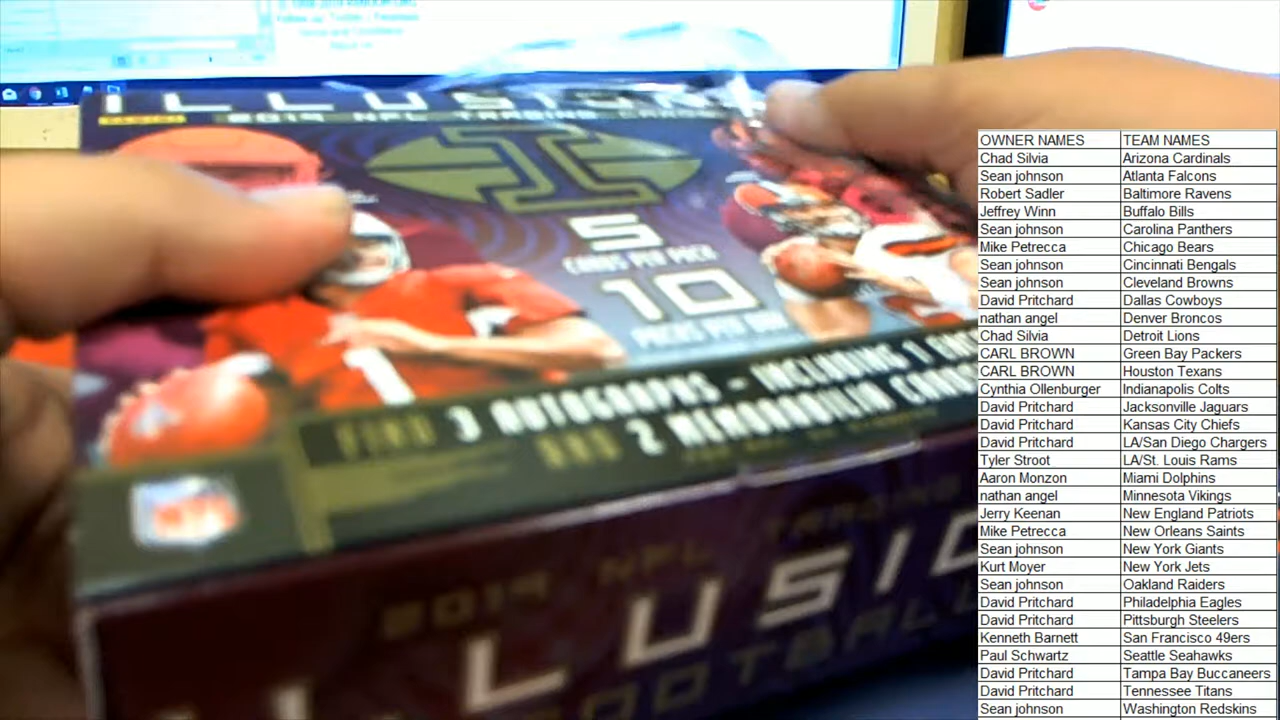 ILLUSIONS
2019 NFL TRADING CARDS
5
CARDS PER PACK
10
PACKS PER BOX
3 AUTOGRAPHS - INCLUDING 1
2 MEMORABILIA CARDS
NFL
OWNER NAMES TEAM NAMES
Chad Silvia Arizona Cardinals
Sean johnson Atlanta Falcons
Robert Sadler Baltimore Ravens
Jeffrey Winn Buffalo Bills
Sean johnson Carolina Panthers
Mike Petrecca Chicago Bears
Sean johnson Cincinnati Bengals
Sean johnson Cleveland Browns
David Pritchard Dallas Cowboys
nathan angel Denver Broncos
Chad Silvia Detroit Lions
CARL BROWN Green Bay Packers
CARL BROWN Houston Texans
Cynthia Ollenburger Indianapolis Colts
David Pritchard Jacksonville Jaguars
David Pritchard Kansas City Chiefs
David Pritchard LA/San Diego Chargers
Tyler Stroot LA/St. Louis Rams
Aaron Monzon Miami Dolphins
nathan angel Minnesota Vikings
Jerry Keenan New England Patriots
Mike Petrecca New Orleans Saints
Sean johnson New York Giants
Kurt Moyer New York Jets
Sean johnson Oakland Raiders
David Pritchard Philadelphia Eagles
David Pritchard Pittsburgh Steelers
Kenneth Barnett San Francisco 49ers
Paul Schwartz Seattle Seahawks
David Pritchard Tampa Bay Buccaneers
David Pritchard Tennessee Titans
Sean johnson Washington Redskins